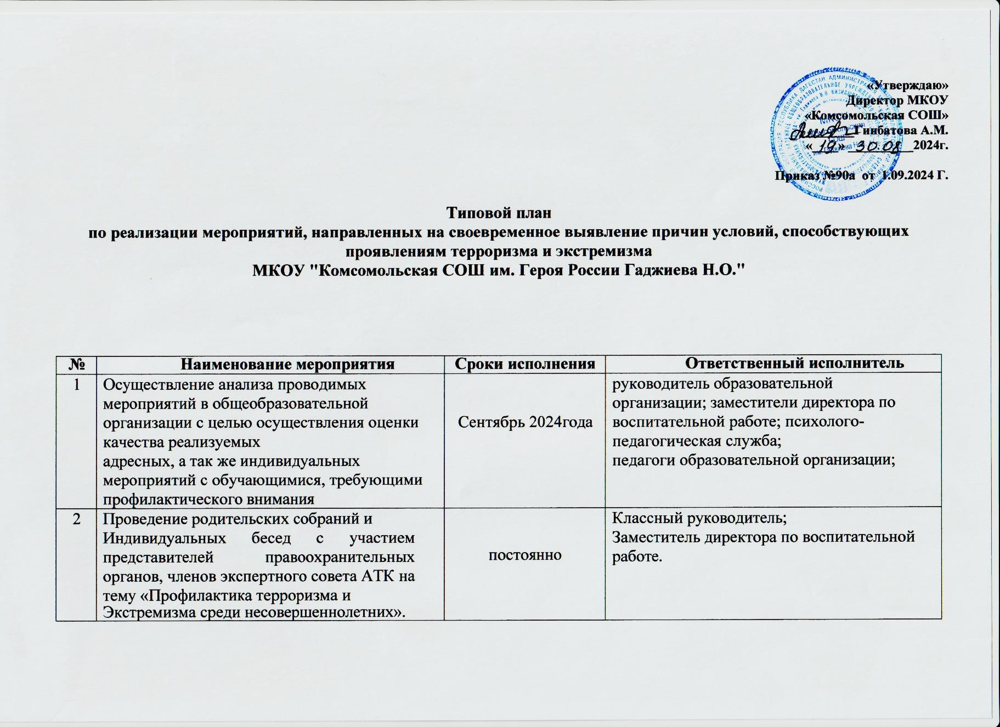 «Утверждаю»
Директор МКОУ
«Комсомольская СОШ»
Гинбатова А.М.
«19» 30.08 2024г.
Приказ №90а от 1.09.2024 Г.
Типовой план
по реализации мероприятий, направленных на своевременное выявление причин условий, способствующих
проявлениям терроризма и экстремизма
МКОУ "Комсомольская СОШ им. Героя России Гаджиева Н.О."
№ Наименование мероприятия Сроки исполнения Ответственный исполнитель
1
Осуществление анализа проводимых
мероприятий в общеобразовательной
организации с целью осуществления оценки
качества реализуемых
адресных, а так же индивидуальных
мероприятий с обучающимися, требующими
профилактического внимания
Сентябрь 2024года
руководитель образовательной
организации; заместители директора по
воспитательной работе; психолого-
педагогическая служба;
педагоги образовательной организации;
2
Проведение родительских собраний и
Индивидуальных бесед с участием
представителей правоохранительных
органов, членов экспертного совета АТК на
тему «Профилактика терроризма и
Экстремизма среди несовершеннолетних».
постоянно
Классный руководитель;
Заместитель директора по воспитательной
работе.